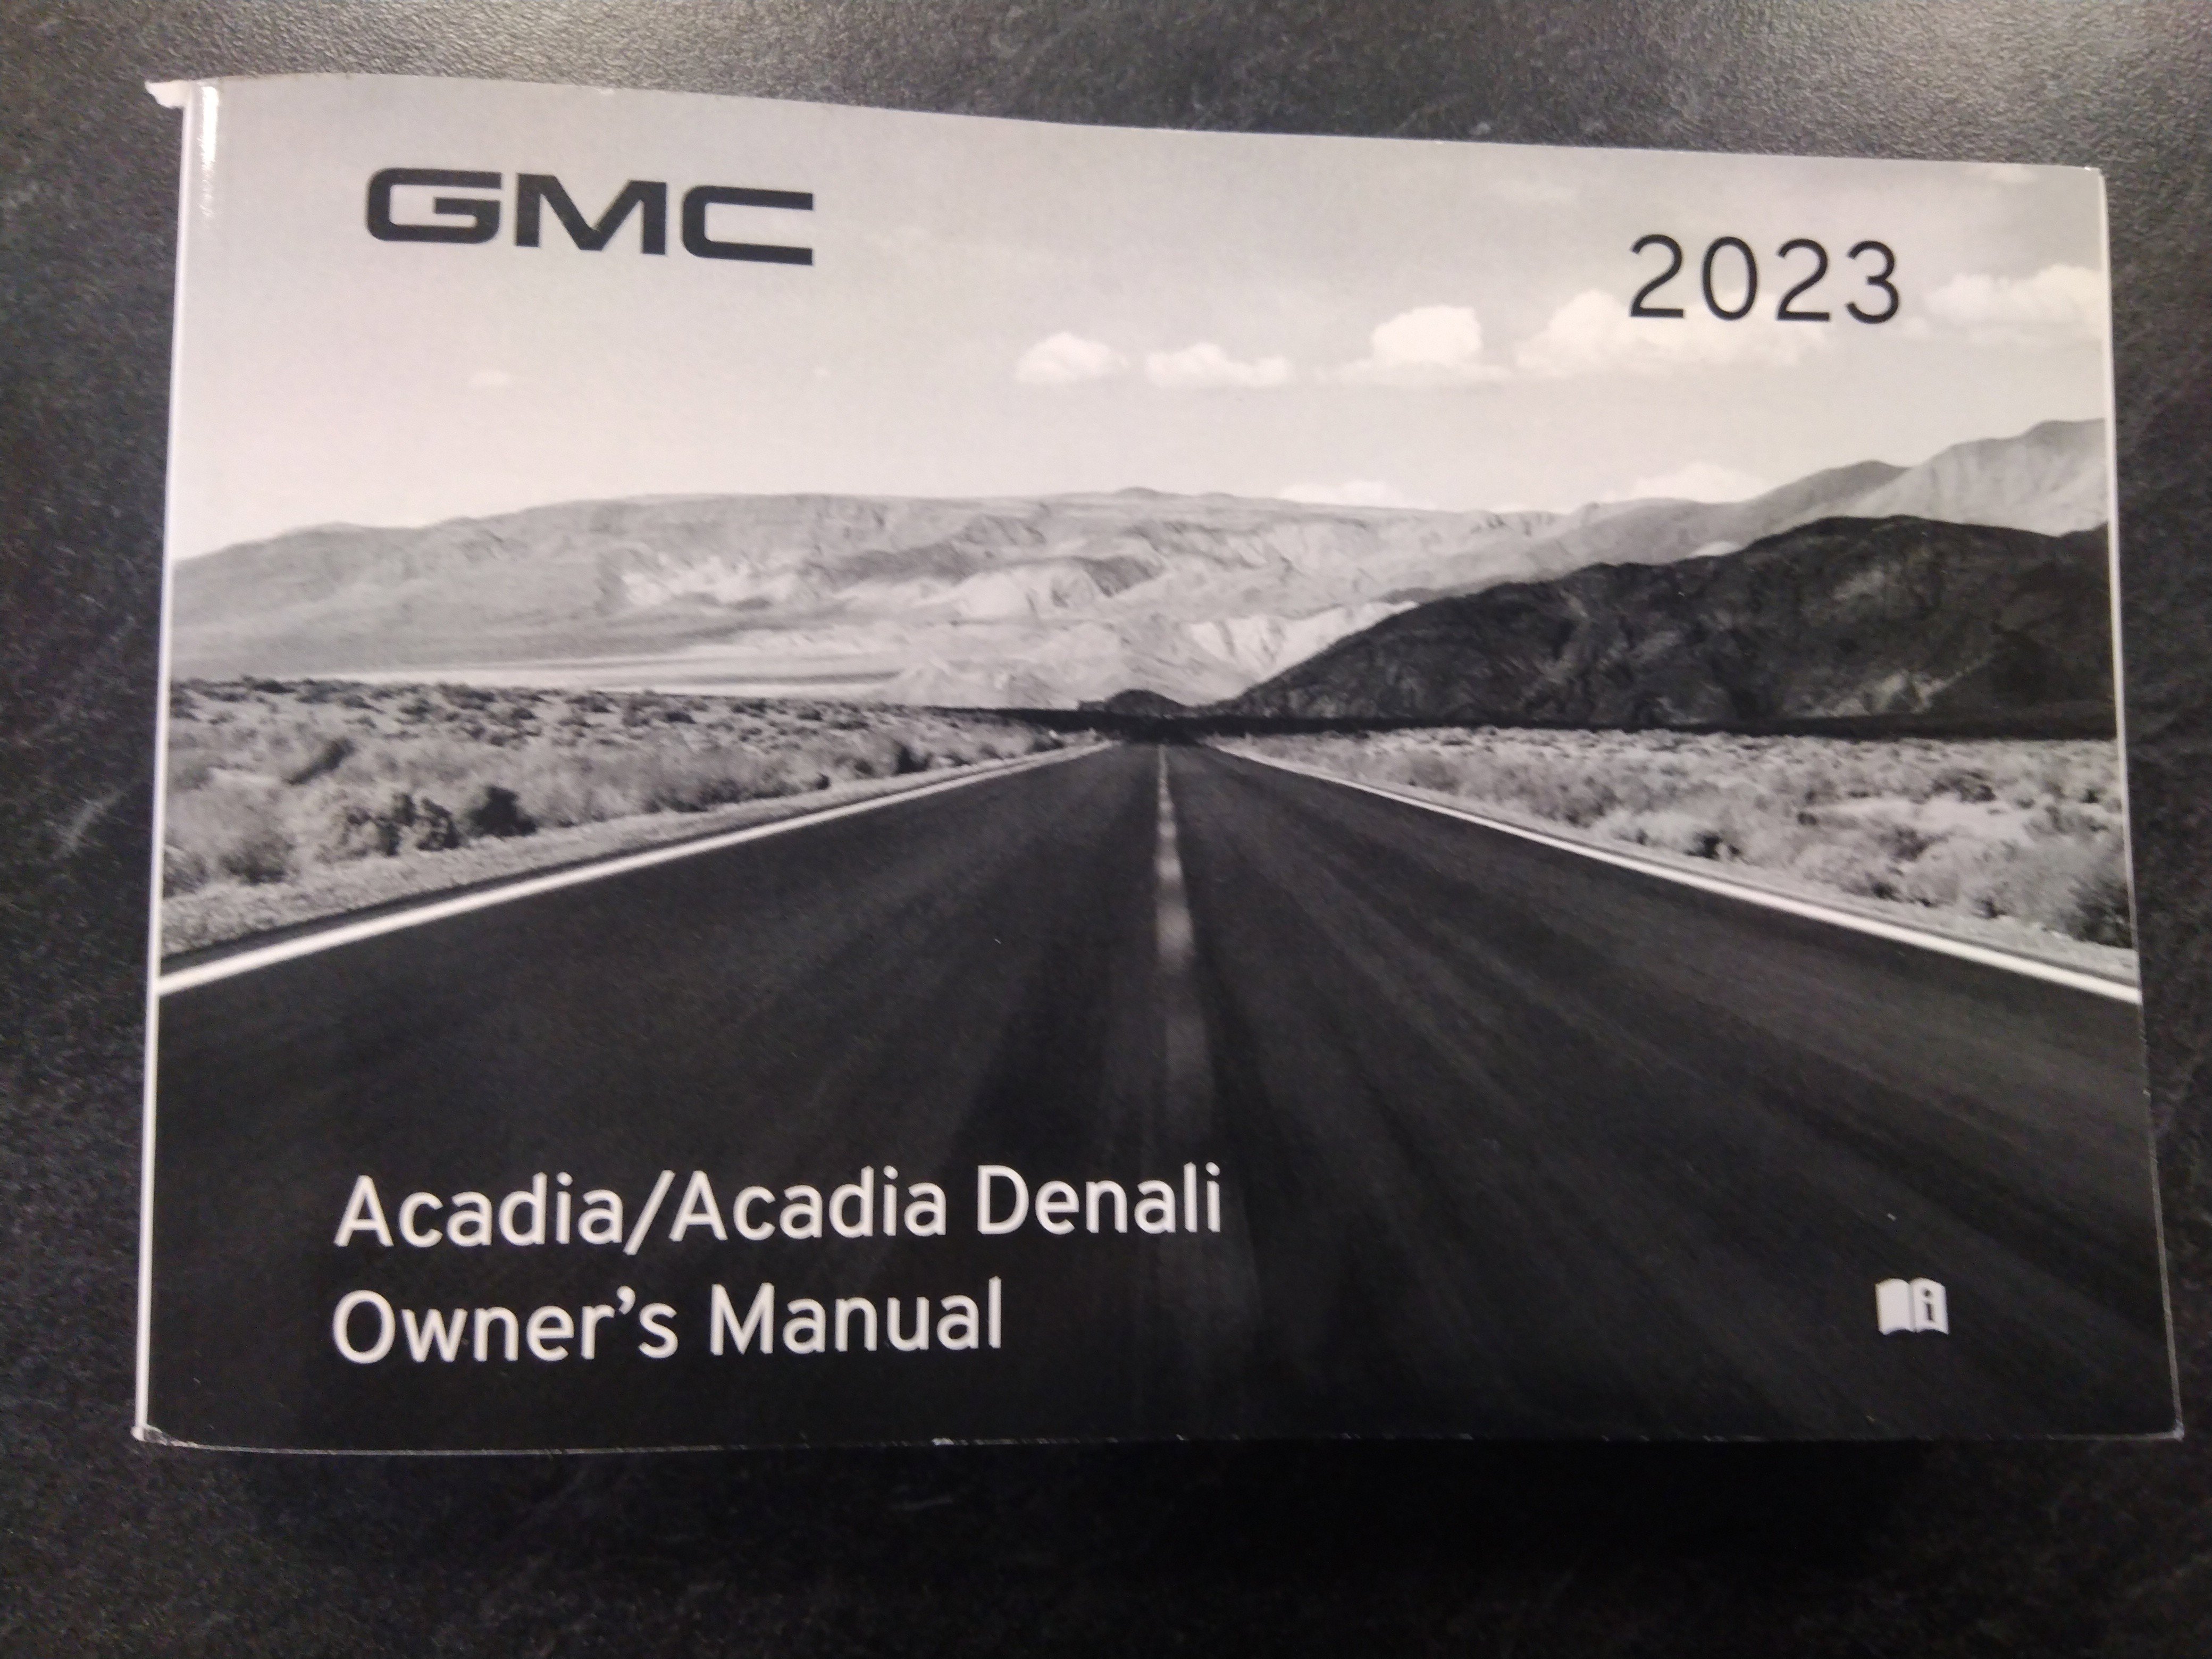 GMC
2023
Acadia/Acadia Denali
Owner’s Manual
i